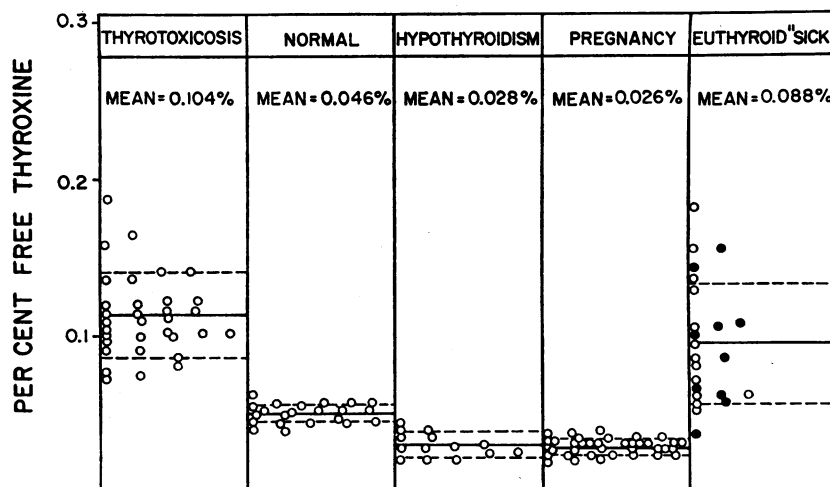 PER CENT FREE THYROXINE
0.3
0.2
0.1
THYROTOXICOSIS NORMAL HYPOTHYROIDISM PREGNANCY EUTHYROID"SICK
MEAN=0.104% MEAN=0.046% MEAN=0.028% MEAN=0.026% MEAN=0.088%